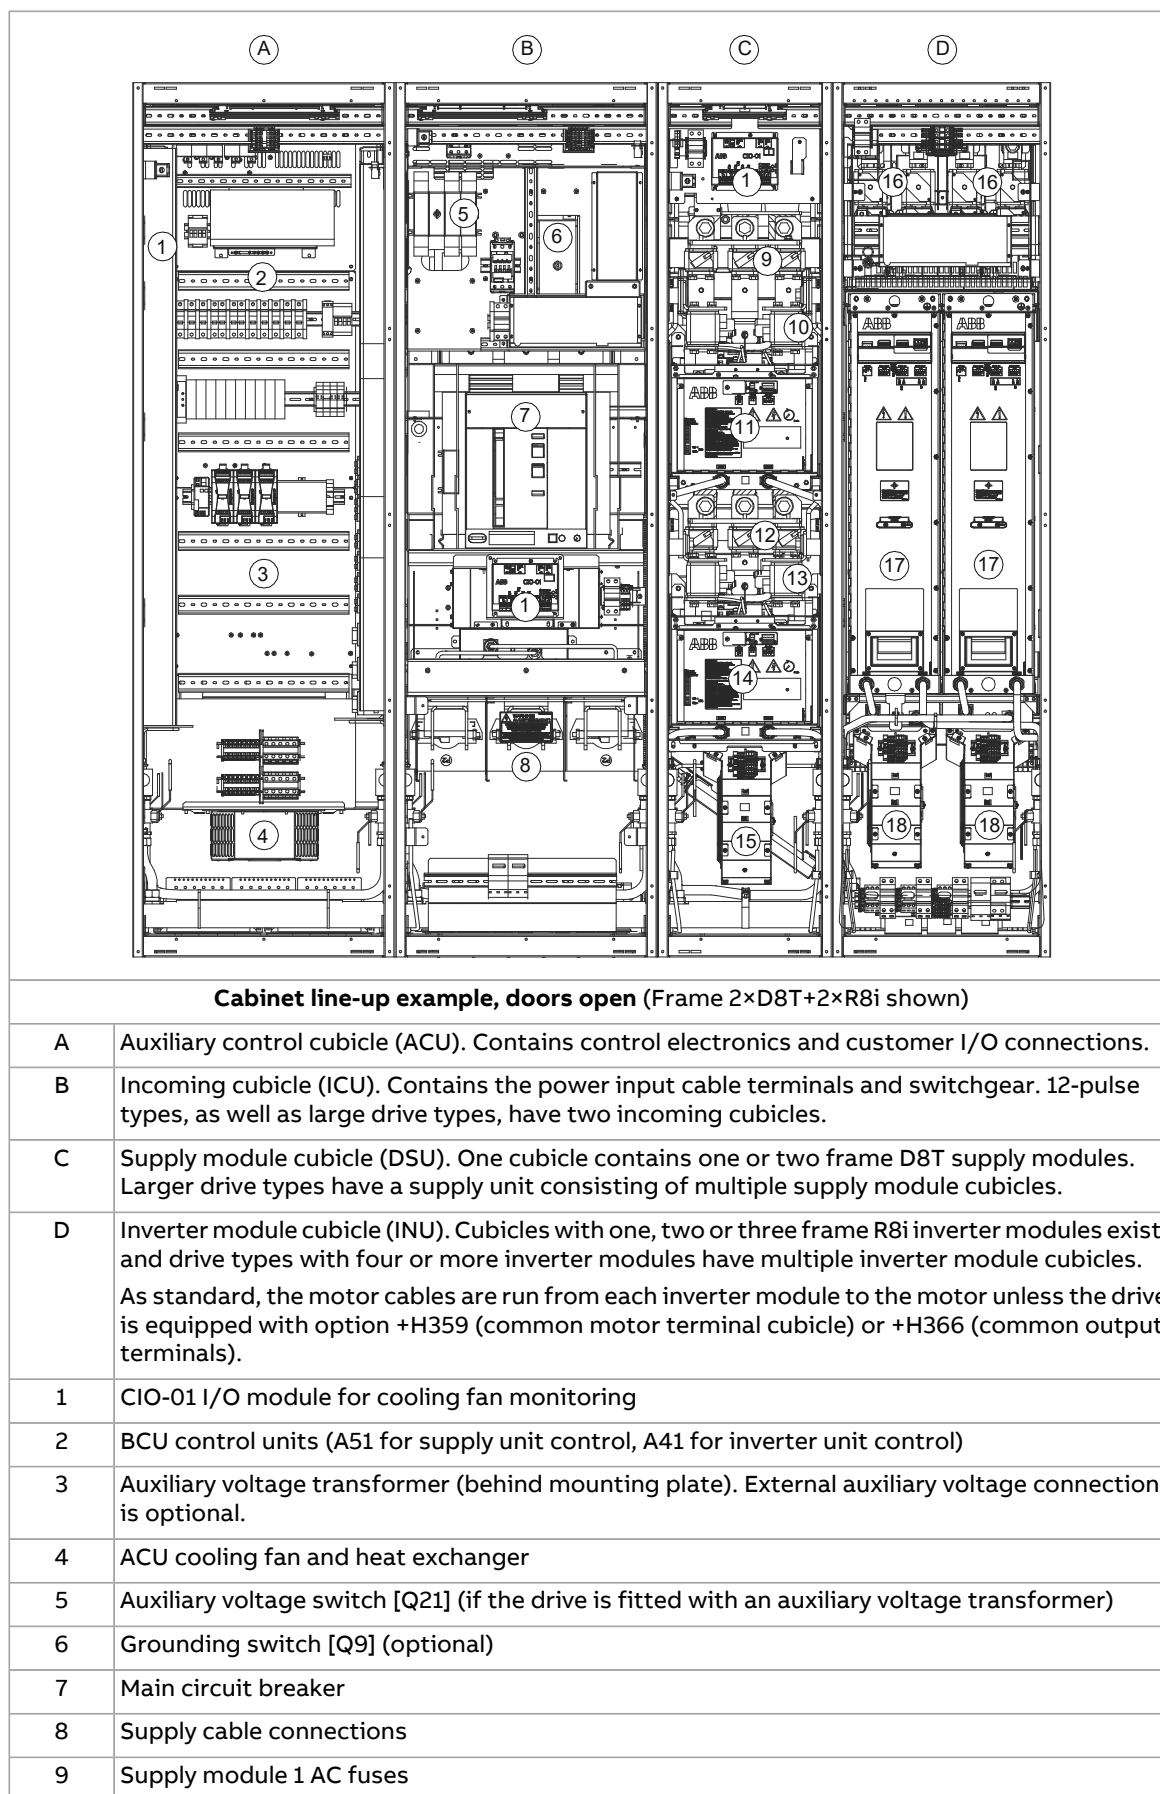 A B C D
ABB CIO-01
1
16 16
5
1
6
2
9
10
ABB ABB
ABB
7
11
12
17 17
3
13
ABB CIO-01
1
ABB
14
8
4
15
18 18
Cabinet line-up example, doors open (Frame 2×D8T+2×R8i shown)
A Auxiliary control cubicle (ACU). Contains control electronics and customer I/O connections.
B Incoming cubicle (ICU). Contains the power input cable terminals and switchgear. 12-pulse
types, as well as large drive types, have two incoming cubicles.
C Supply module cubicle (DSU). One cubicle contains one or two frame D8T supply modules.
Larger drive types have a supply unit consisting of multiple supply module cubicles.
D Inverter module cubicle (INU). Cubicles with one, two or three frame R8i inverter modules exist
and drive types with four or more inverter modules have multiple inverter module cubicles.
As standard, the motor cables are run from each inverter module to the motor unless the drive
is equipped with option +H359 (common motor terminal cubicle) or +H366 (common output
terminals).
1 CIO-01 I/O module for cooling fan monitoring
2 BCU control units (A51 for supply unit control, A41 for inverter unit control)
3 Auxiliary voltage transformer (behind mounting plate). External auxiliary voltage connection
is optional.
4 ACU cooling fan and heat exchanger
5 Auxiliary voltage switch [Q21] (if the drive is fitted with an auxiliary voltage transformer)
6 Grounding switch [Q9] (optional)
7 Main circuit breaker
8 Supply cable connections
9 Supply module 1 AC fuses